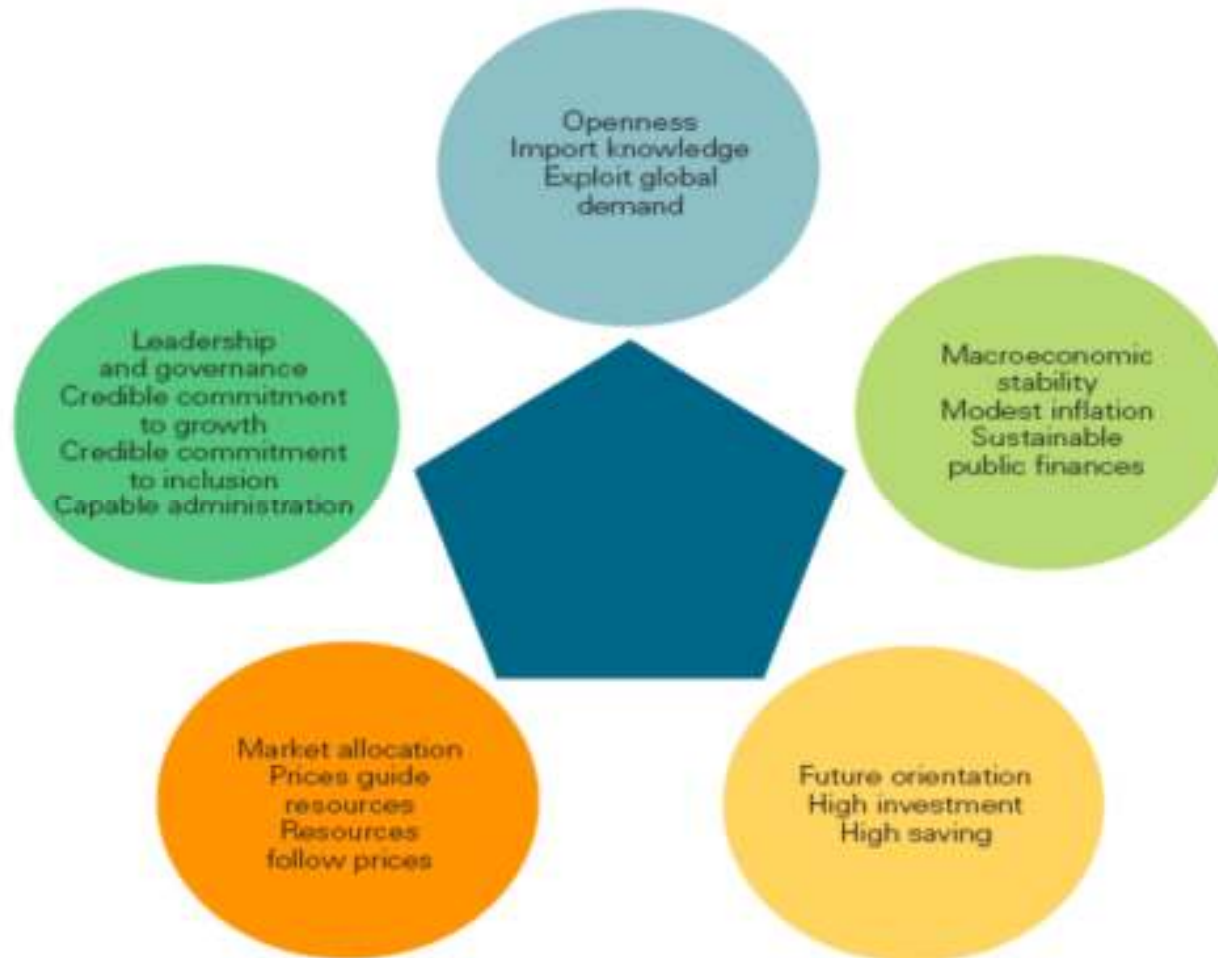 Openness
Import knowledge
Exploit global
demand
Leadership
and governance
Credible commitment
to growth
Credible commitment
to inclusion
Capable administration
Macroeconomic
stability
Modest inflation
Sustainable
public finances
Market allocation
Prices guide
resources
Resources
follow prices
Future orientation
High investment
High saving